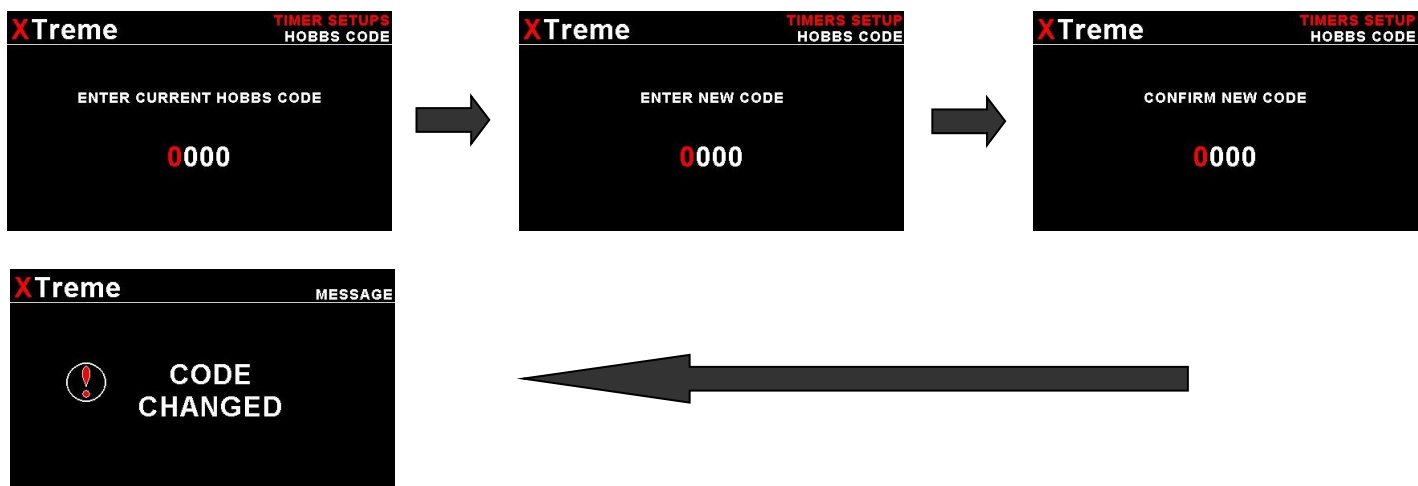 XTreme
TIMER SETUPS
HOBBS CODE
ENTER CURRENT HOBBS CODE
0000
XTreme
TIMERS SETUP
HOBBS CODE
ENTER NEW CODE
0000
XTreme
TIMERS SETUP
HOBBS CODE
CONFIRM NEW CODE
0000
XTreme
MESSAGE
!
CODE
CHANGED